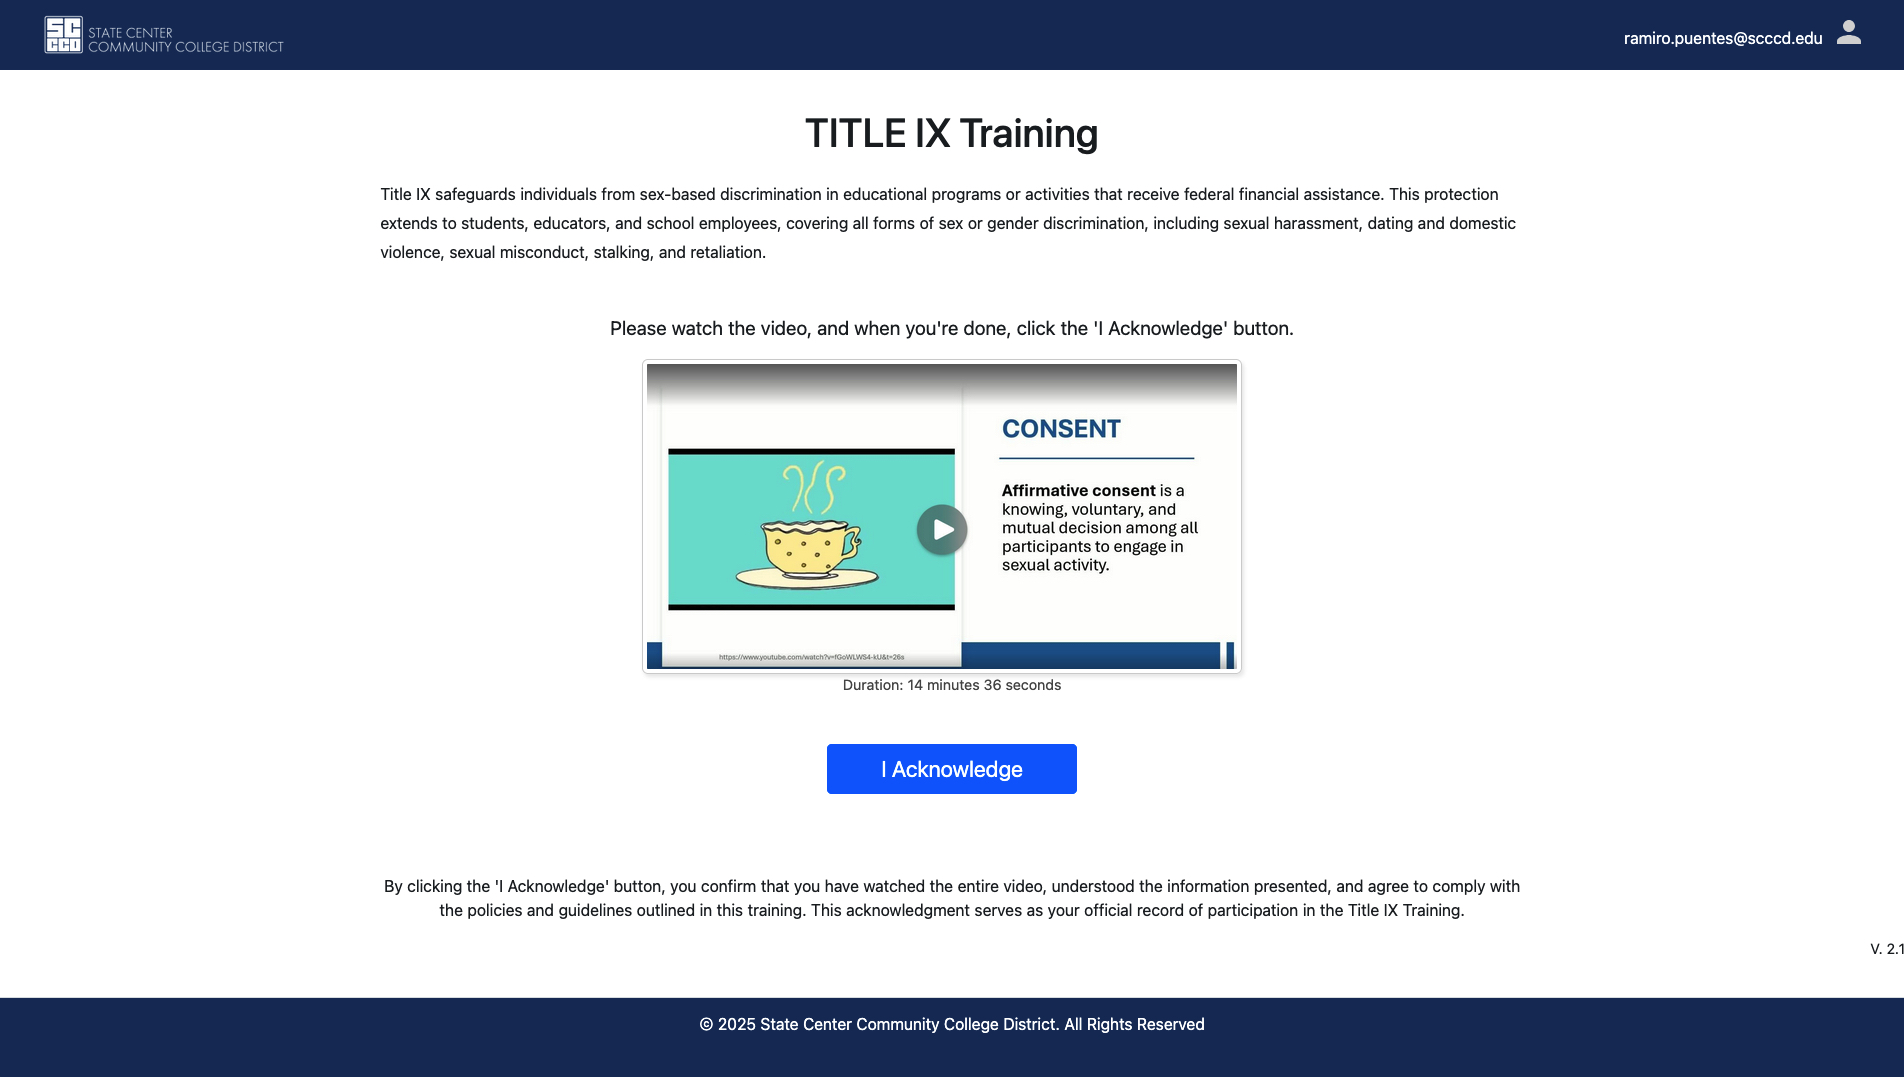 SC
CCD
STATE CENTER
COMMUNITY COLLEGE DISTRICT
ramiro.puentes@scccd.edu
TITLE IX Training
Title IX safeguards individuals from sex-based discrimination in educational programs or activities that receive federal financial assistance. This protection
extends to students, educators, and school employees, covering all forms of sex or gender discrimination, including sexual harassment, dating and domestic
violence, sexual misconduct, stalking, and retaliation.
Please watch the video, and when you're done, click the 'I Acknowledge' button.
CONSENT
Affirmative consent is a
knowing, voluntary, and
mutual decision among all
participants to engage in
sexual activity.
https://www.youtube.com/watch?v=fGoWLWS4-kU&t=26s
Duration: 14 minutes 36 seconds
I Acknowledge
By clicking the 'I Acknowledge' button, you confirm that you have watched the entire video, understood the information presented, and agree to comply with
the policies and guidelines outlined in this training. This acknowledgment serves as your official record of participation in the Title IX Training.
V. 2.1
© 2025 State Center Community College District. All Rights Reserved